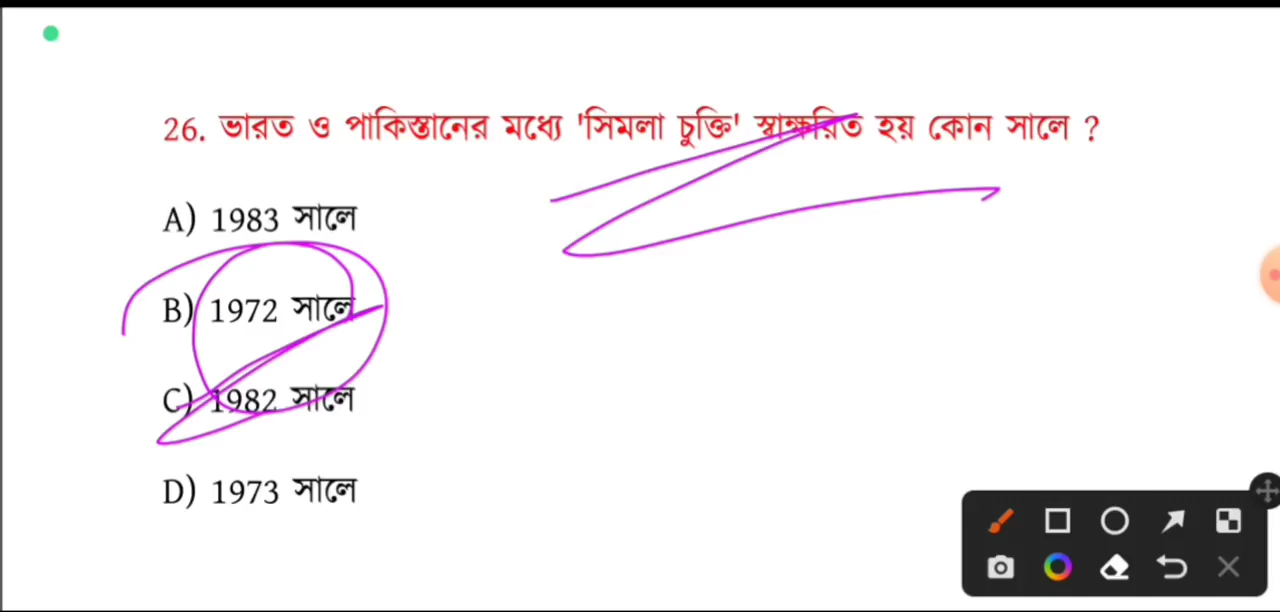 26. ভারত ও পাকিস্তানের মধ্যে 'সিমলা চুক্তি' স্বাক্ষরিত হয় কোন সালে ?
A) 1983 সালে
B) 1972 সালে
C) 1982 সালে
D) 1973 সালে